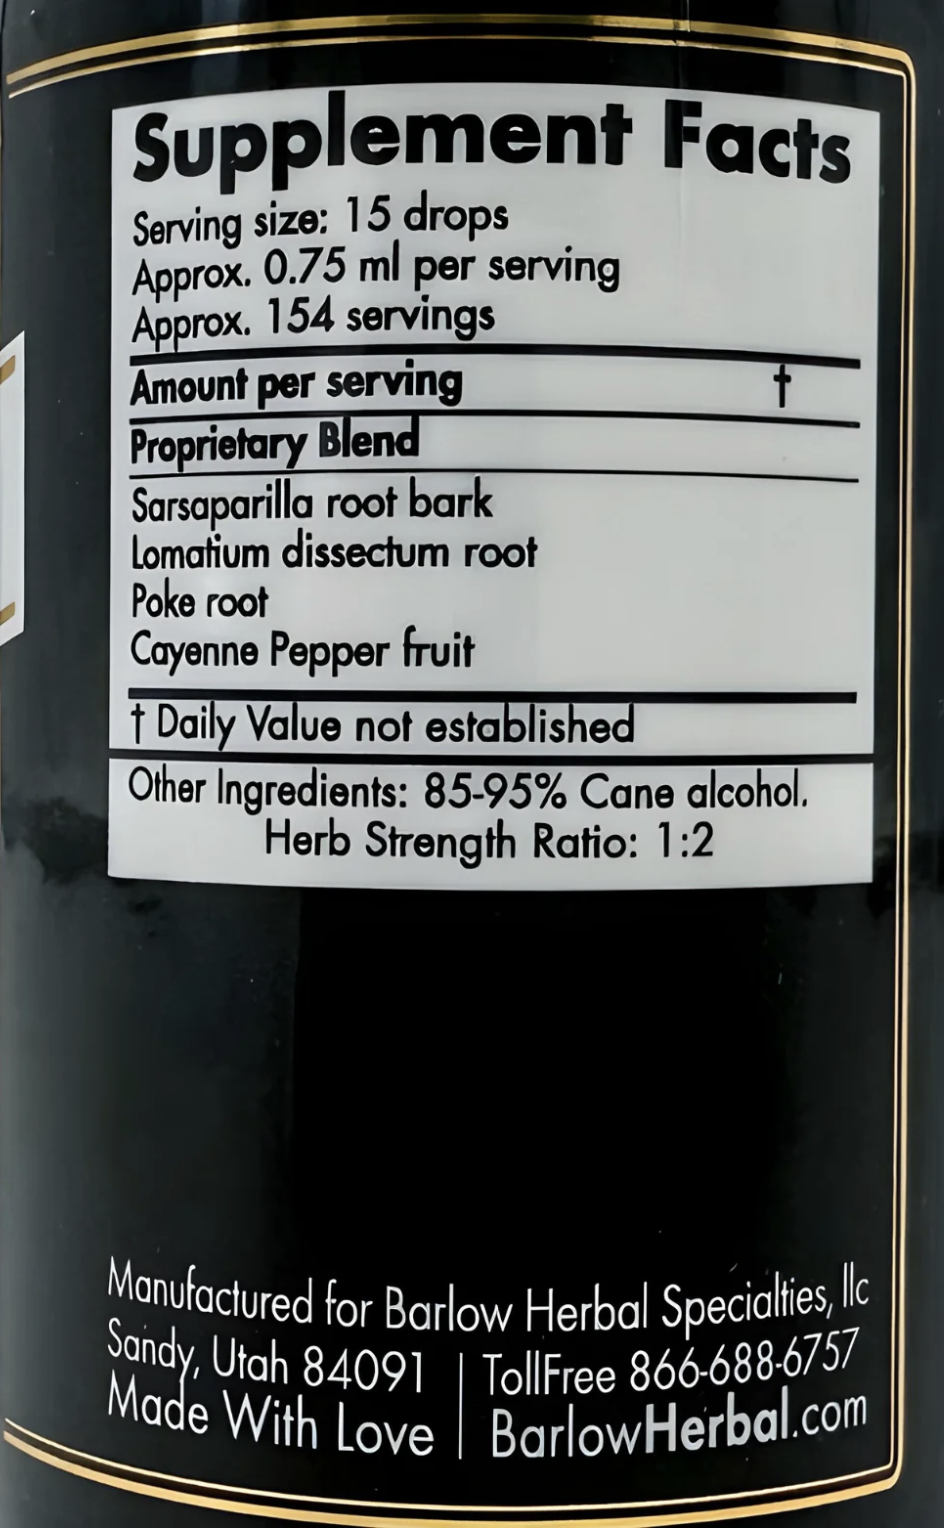 Supplement Facts
Serving size: 15 drops
Approx. 0.75 ml per serving
Approx. 154 servings
Amount per serving †
Proprietary Blend
Sarsaparilla root bark
Lomatium dissectum root
Poke root
Cayenne Pepper fruit
† Daily Value not established
Other Ingredients: 85-95% Cane alcohol.
Herb Strength Ratio: 1:2
Manufactured for Barlow Herbal Specialties, llc
Sandy, Utah 84091 | TollFree 866-688-6757
Made With Love | BarlowHerbal.com